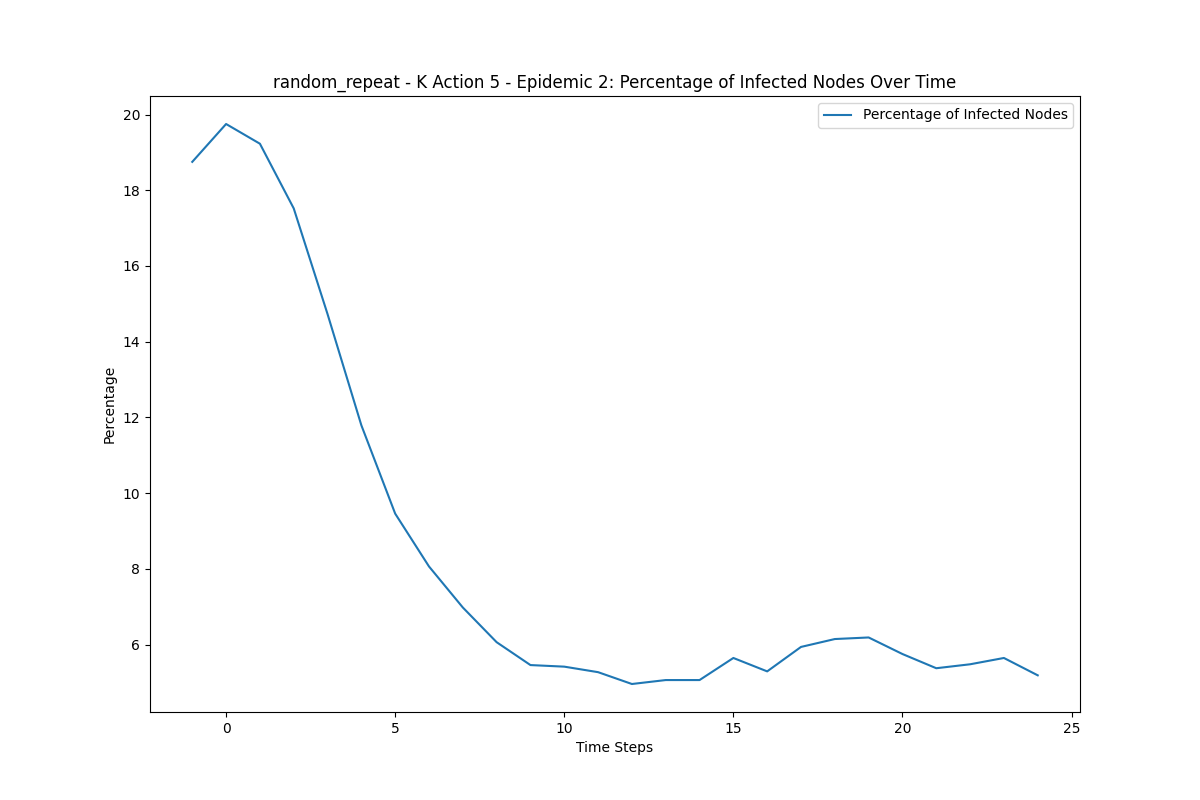 random_repeat - K Action 5 - Epidemic 2: Percentage of Infected Nodes Over Time
Percentage of Infected Nodes
20
18
16
14
12
10
8
6
Percentage
0 5 10 15 20 25
Time Steps